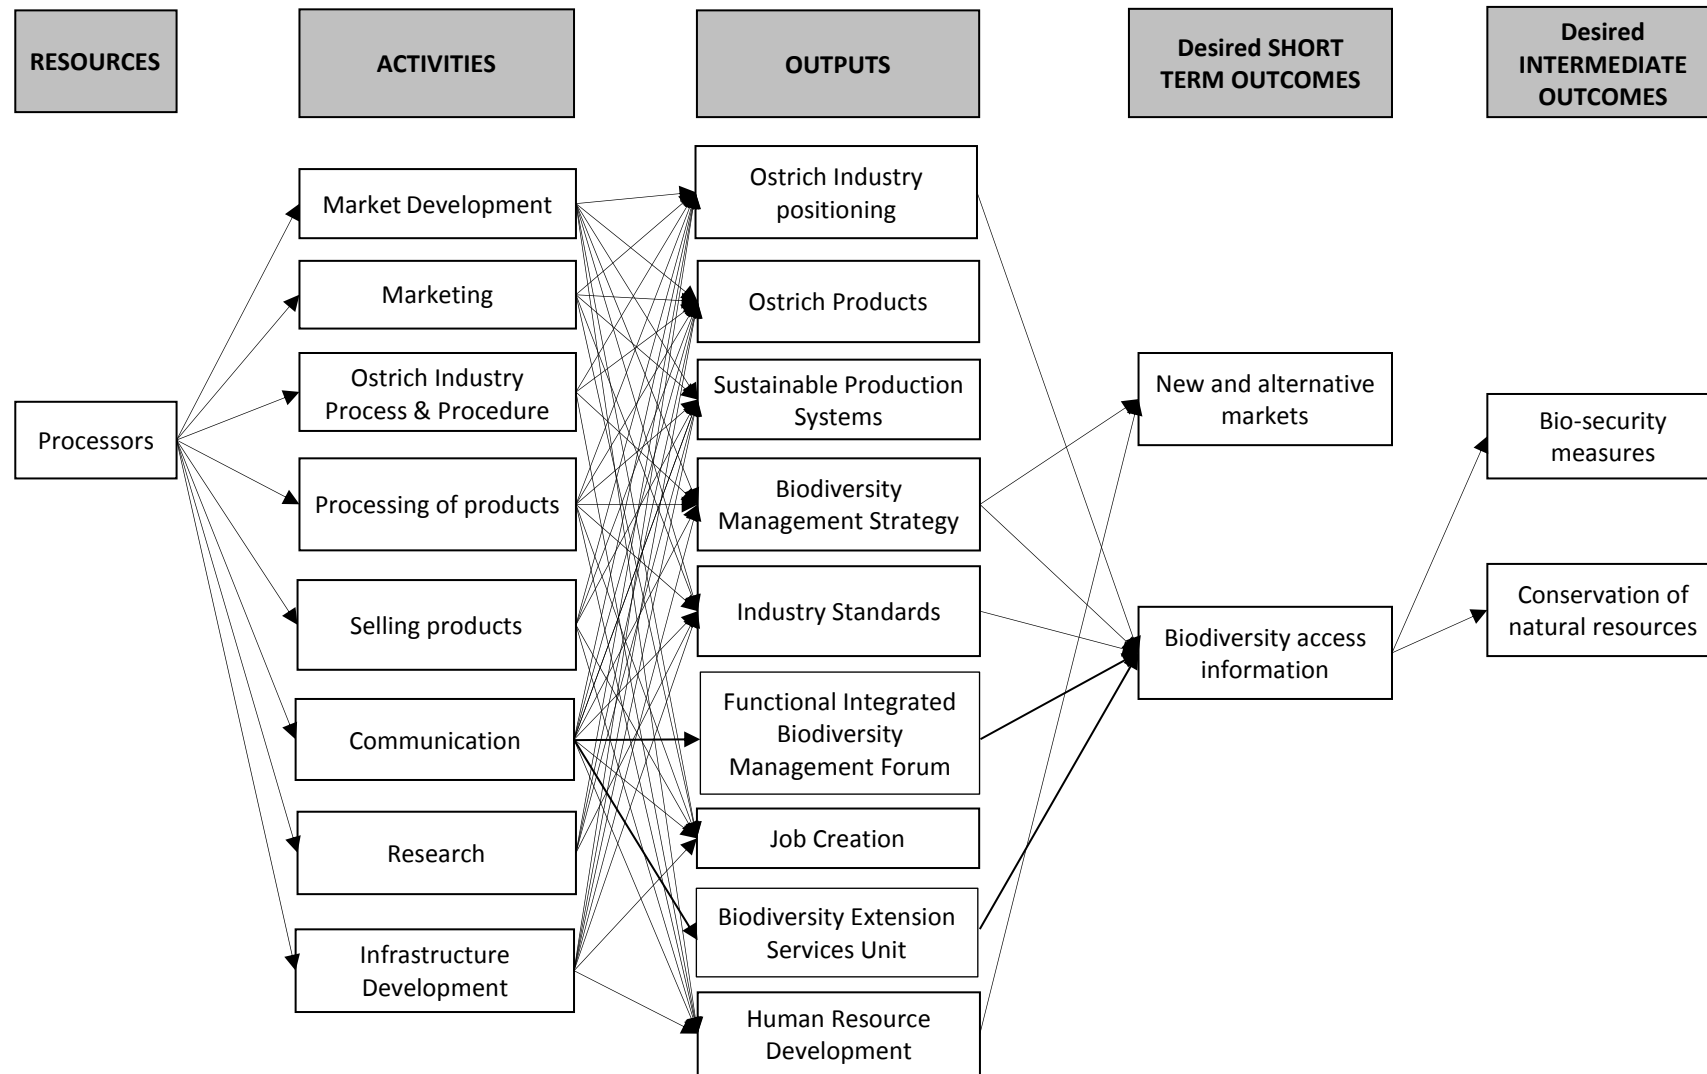 RESOURCES
ACTIVITIES
OUTPUTS
Desired SHORT
TERM OUTCOMES
Desired
INTERMEDIATE
OUTCOMES
Processors
Market Development
Marketing
Ostrich Industry
Process & Procedure
Processing of products
Selling products
Communication
Research
Infrastructure
Development
Ostrich Industry
positioning
Ostrich Products
Sustainable Production
Systems
Biodiversity
Management Strategy
Industry Standards
Functional Integrated
Biodiversity
Management Forum
Job Creation
Biodiversity Extension
Services Unit
Human Resource
Development
New and alternative
markets
Biodiversity access
information
Bio-security
measures
Conservation of
natural resources